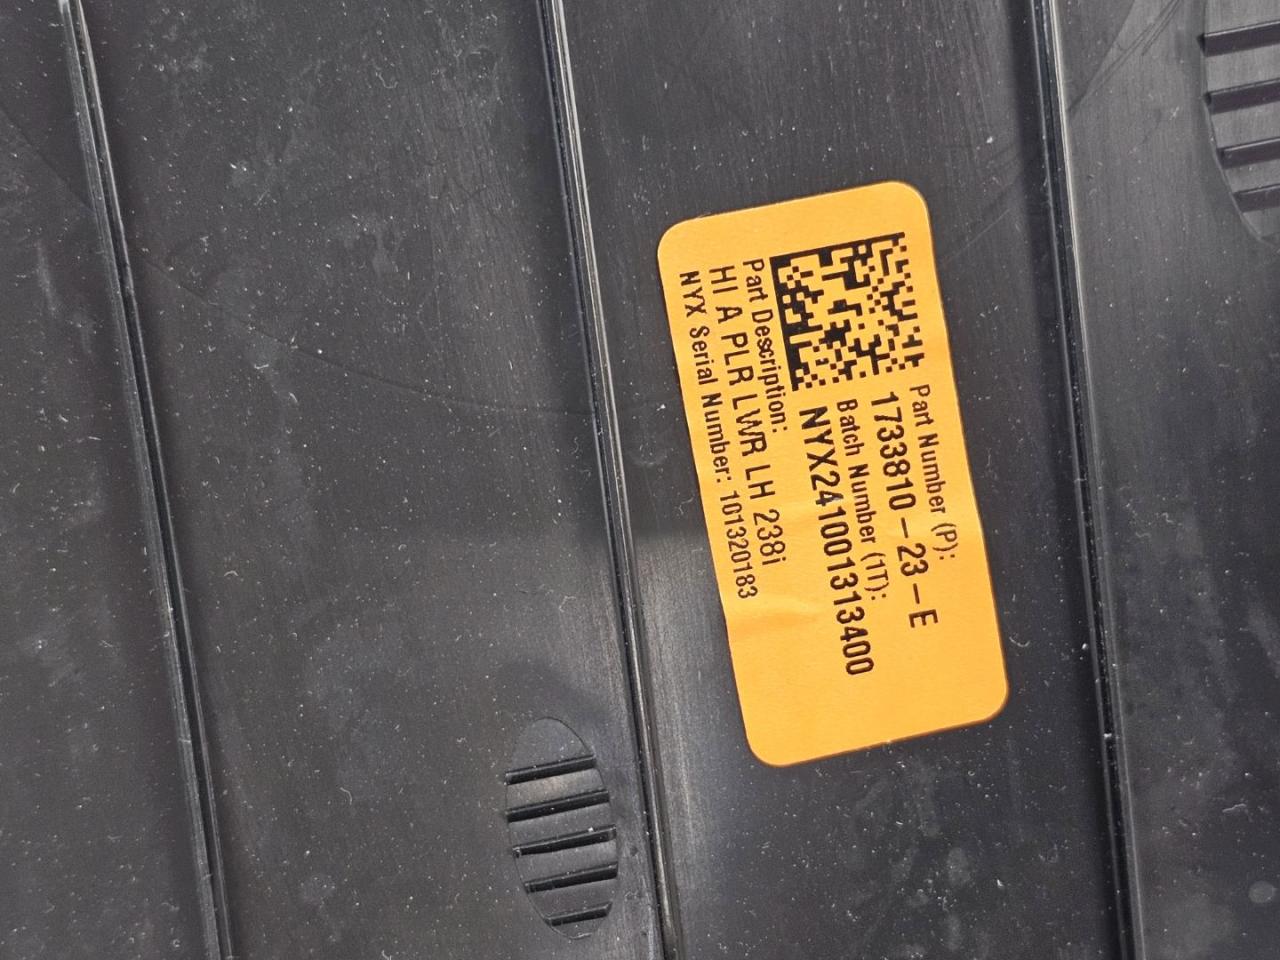 Part Number (P):
1733810-23-E
Batch Number (1T):
NYX241001313400
Part Description:
HI A PLR LWR LH 238i
NYX Serial Number: 101320183